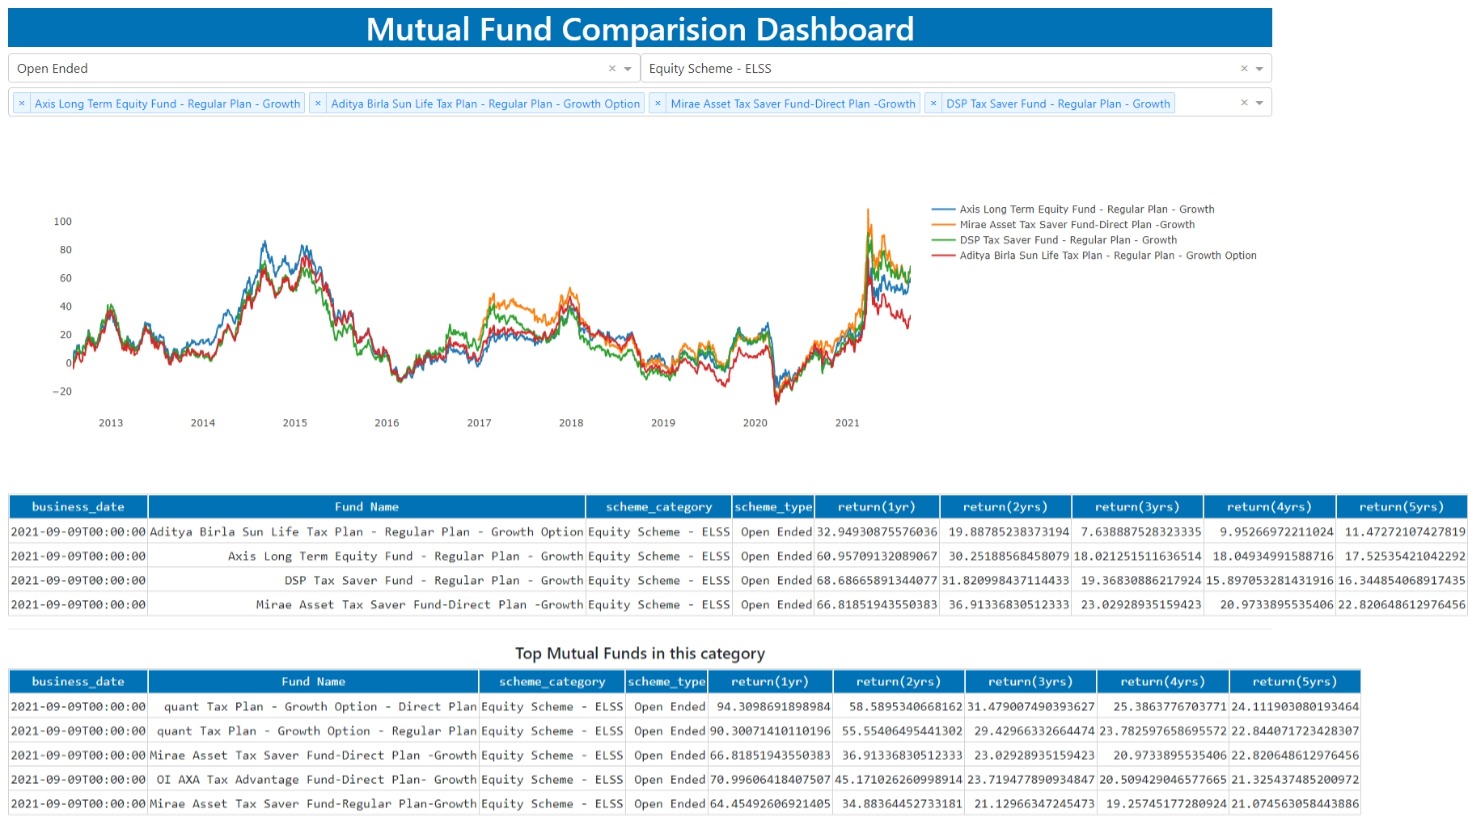 Mutual Fund Comparision Dashboard
Open Ended × Equity Scheme - ELSS ×
× Axis Long Term Equity Fund - Regular Plan - Growth × Aditya Birla Sun Life Tax Plan - Regular Plan - Growth Option × Mirae Asset Tax Saver Fund-Direct Plan -Growth × DSP Tax Saver Fund - Regular Plan - Growth ×
Axis Long Term Equity Fund - Regular Plan - Growth
Mirae Asset Tax Saver Fund-Direct Plan -Growth
DSP Tax Saver Fund - Regular Plan - Growth
Aditya Birla Sun Life Tax Plan - Regular Plan - Growth Option
100
80
60
40
20
0
−20
2013 2014 2015 2016 2017 2018 2019 2020 2021
business_date Fund Name scheme_category scheme_type return(1yr) return(2yrs) return(3yrs) return(4yrs) return(5yrs)
2021-09-09T00:00:00 Aditya Birla Sun Life Tax Plan - Regular Plan - Growth Option Equity Scheme - ELSS Open Ended 32.94930875576036 19.88785238373194 7.638887528323335 9.95266972211024 11.47272107427819
2021-09-09T00:00:00 Axis Long Term Equity Fund - Regular Plan - Growth Equity Scheme - ELSS Open Ended 60.95709132089067 30.25188568458079 18.021251511636514 18.04934991588716 17.52535421042292
2021-09-09T00:00:00 DSP Tax Saver Fund - Regular Plan - Growth Equity Scheme - ELSS Open Ended 68.68665891344077 31.820998437114433 19.36830886217924 15.897053281431916 16.344854068917435
2021-09-09T00:00:00 Mirae Asset Tax Saver Fund-Direct Plan -Growth Equity Scheme - ELSS Open Ended 66.81851943550383 36.91336830512333 23.02928935159423 20.9733895535406 22.820648612976456
Top Mutual Funds in this category
business_date Fund Name scheme_category scheme_type return(1yr) return(2yrs) return(3yrs) return(4yrs) return(5yrs)
2021-09-09T00:00:00 quant Tax Plan - Growth Option - Direct Plan Equity Scheme - ELSS Open Ended 94.3098691898984 58.5895340668162 31.479007490393627 25.3863776703771 24.111903080193464
2021-09-09T00:00:00 quant Tax Plan - Growth Option - Regular Plan Equity Scheme - ELSS Open Ended 90.30071410110196 55.55406495441302 29.42966332664474 23.782597658695572 22.844071723428307
2021-09-09T00:00:00 Mirae Asset Tax Saver Fund-Direct Plan -Growth Equity Scheme - ELSS Open Ended 66.81851943550383 36.91336830512333 23.02928935159423 20.9733895535406 22.820648612976456
2021-09-09T00:00:00 OI AXA Tax Advantage Fund-Direct Plan- Growth Equity Scheme - ELSS Open Ended 70.99606418407507 45.171026260998914 23.719477890934847 20.509429046577665 21.325437485200972
2021-09-09T00:00:00 Mirae Asset Tax Saver Fund-Regular Plan-Growth Equity Scheme - ELSS Open Ended 64.45492606921405 34.88364452733181 21.12966347245473 19.25745177280924 21.074563058443886